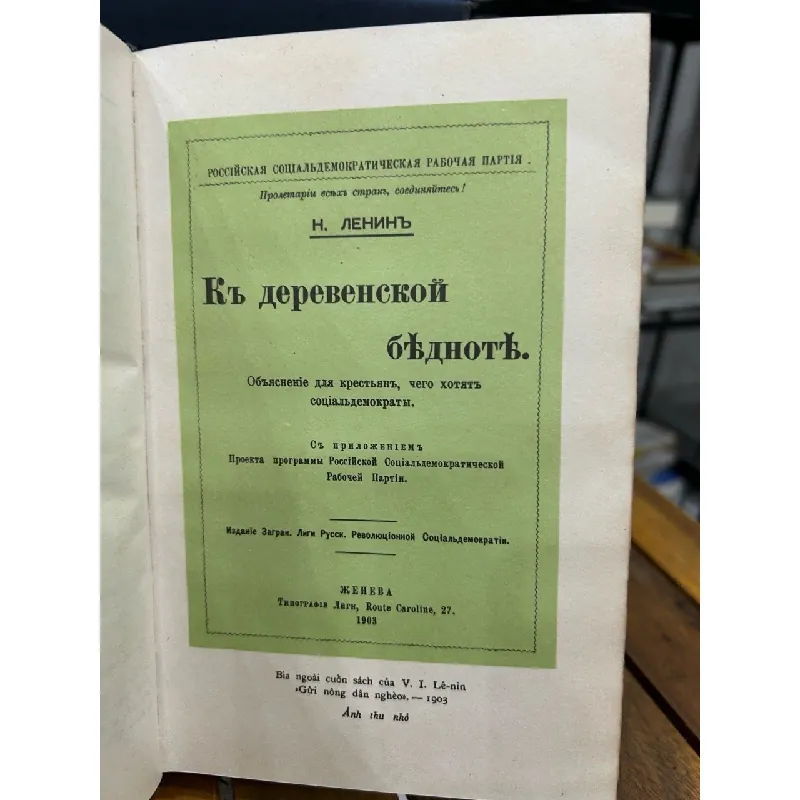 РОССІЙСКАЯ СОЦІАЛЬДЕМОКРАТИЧЕСКАЯ РАБОЧАЯ ПАРТІЯ.
Пролетаріи всѣхъ странъ, соединяйтесь!
Н. ЛЕНИНЪ
Къ деревенской
бѣднотѣ.
Объясненіе для крестьянъ, чего хотятъ
соціальдемократы.
Съ приложеніемъ
Проекта программы Россійской Соціальдемократической
Рабочей Партіи.
Изданіе Загран. Лиги Русск. Революціонной Соціальдемократіи.
ЖЕНЕВА
Типографія Лиги, Route Caroline, 27.
1903
Bìa ngoài cuốn sách của V. I. Lê-nin
«Gửi nông dân nghèo». — 1903
Ảnh thu nhỏ